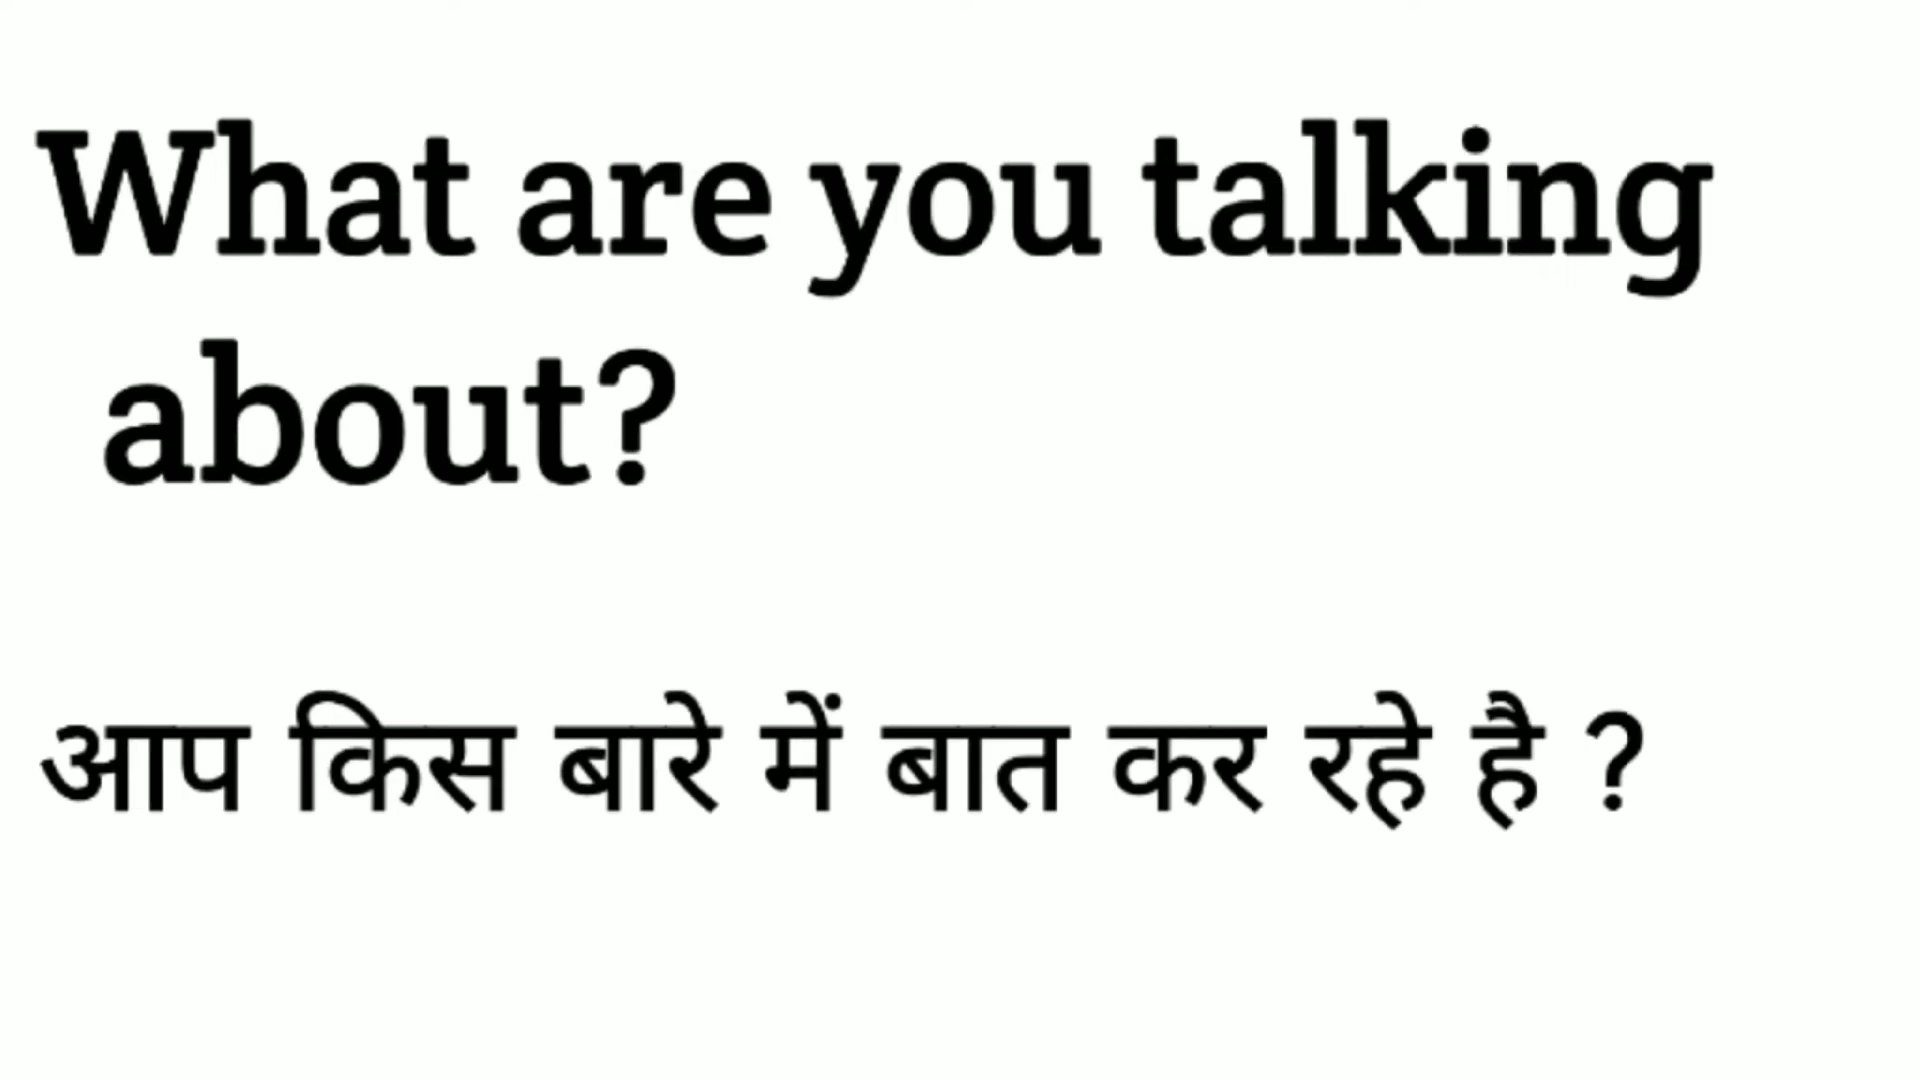 What are you talking
about?
आप किस बारे में बात कर रहे है ?